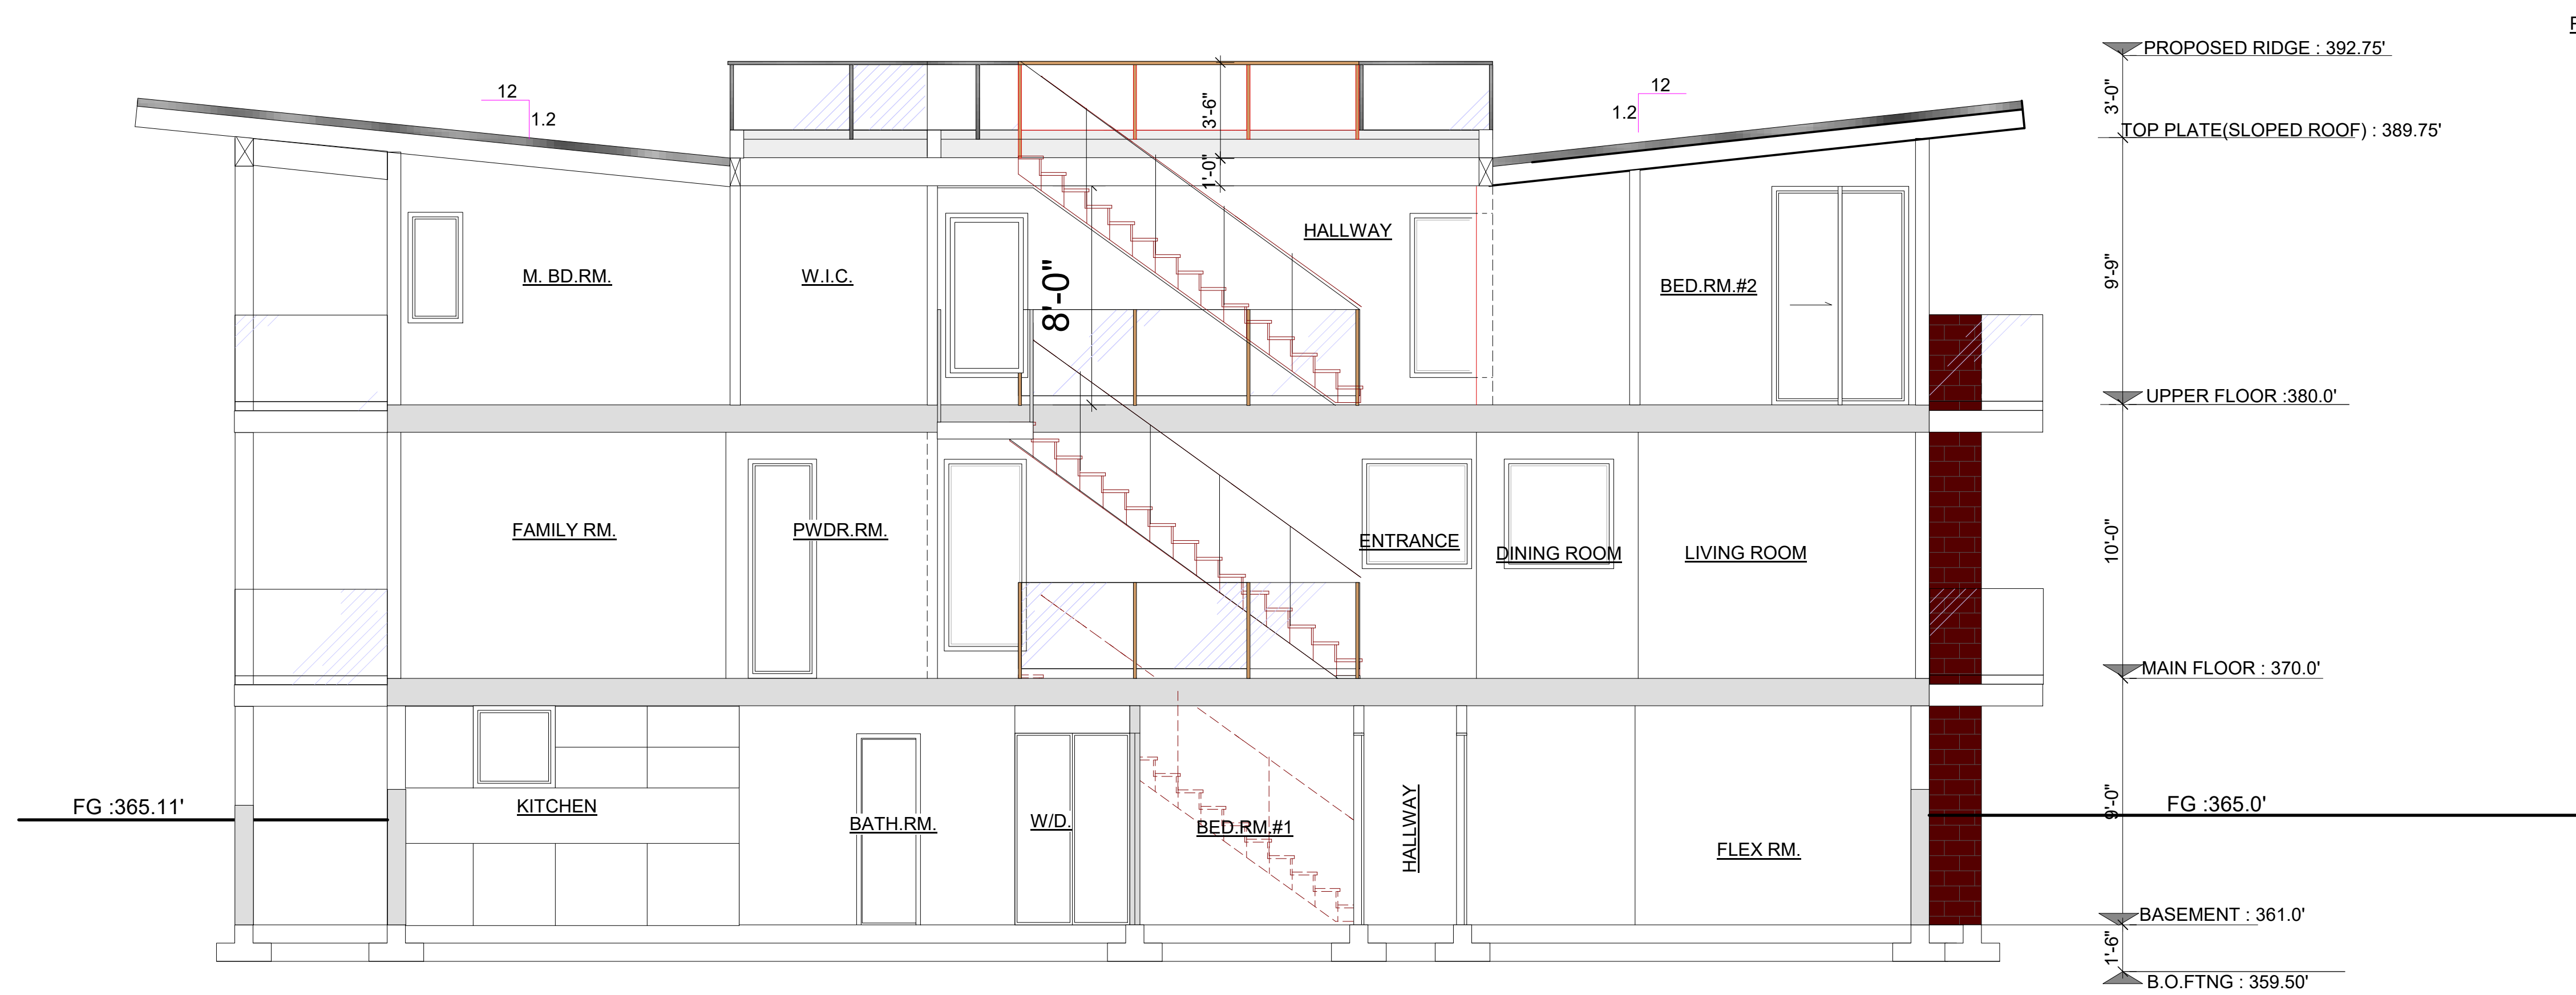 PROPOSED RIDGE : 392.75'
12
1.2
3'-6"
12
1.2
3'-0"
TOP PLATE(SLOPED ROOF) : 389.75'
1'-0"
HALLWAY
M. BD.RM.
W.I.C.
8'-0"
BED.RM.#2
9'-9"
UPPER FLOOR :380.0'
FAMILY RM.
PWDR.RM.
ENTRANCE
DINING ROOM
LIVING ROOM
10'-0"
MAIN FLOOR : 370.0'
FG :365.11'
KITCHEN
BATH.RM.
W/D.
BED.RM.#1
HALLWAY
FLEX RM.
9'-0"
FG :365.0'
BASEMENT : 361.0'
1'-6"
B.O.FTNG : 359.50'